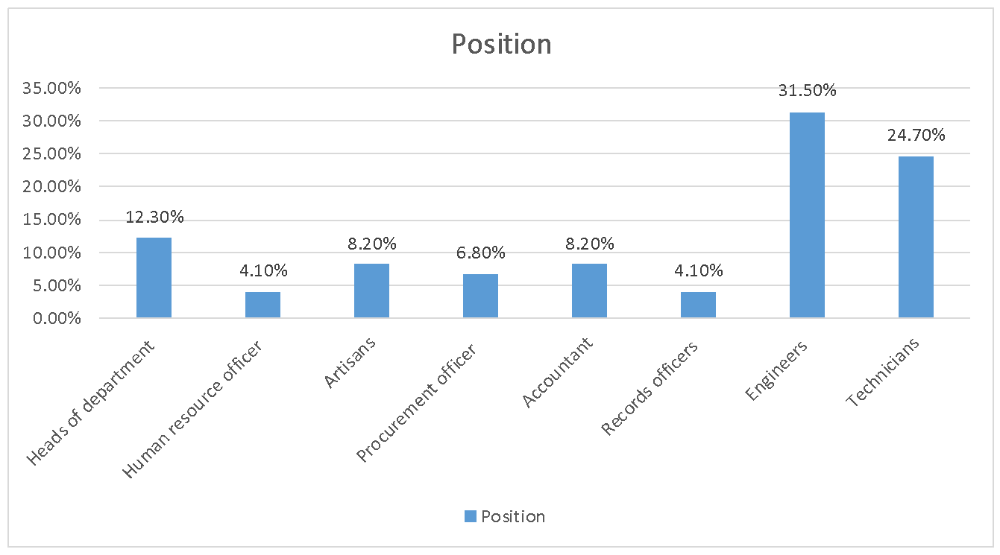 Position
35.00%
30.00%
25.00%
20.00%
15.00%
10.00%
5.00%
0.00%
12.30%
4.10%
8.20%
6.80%
8.20%
4.10%
31.50%
24.70%
Heads of department
Human resource officer
Artisans
Procurement officer
Accountant
Records officers
Engineers
Technicians
Position